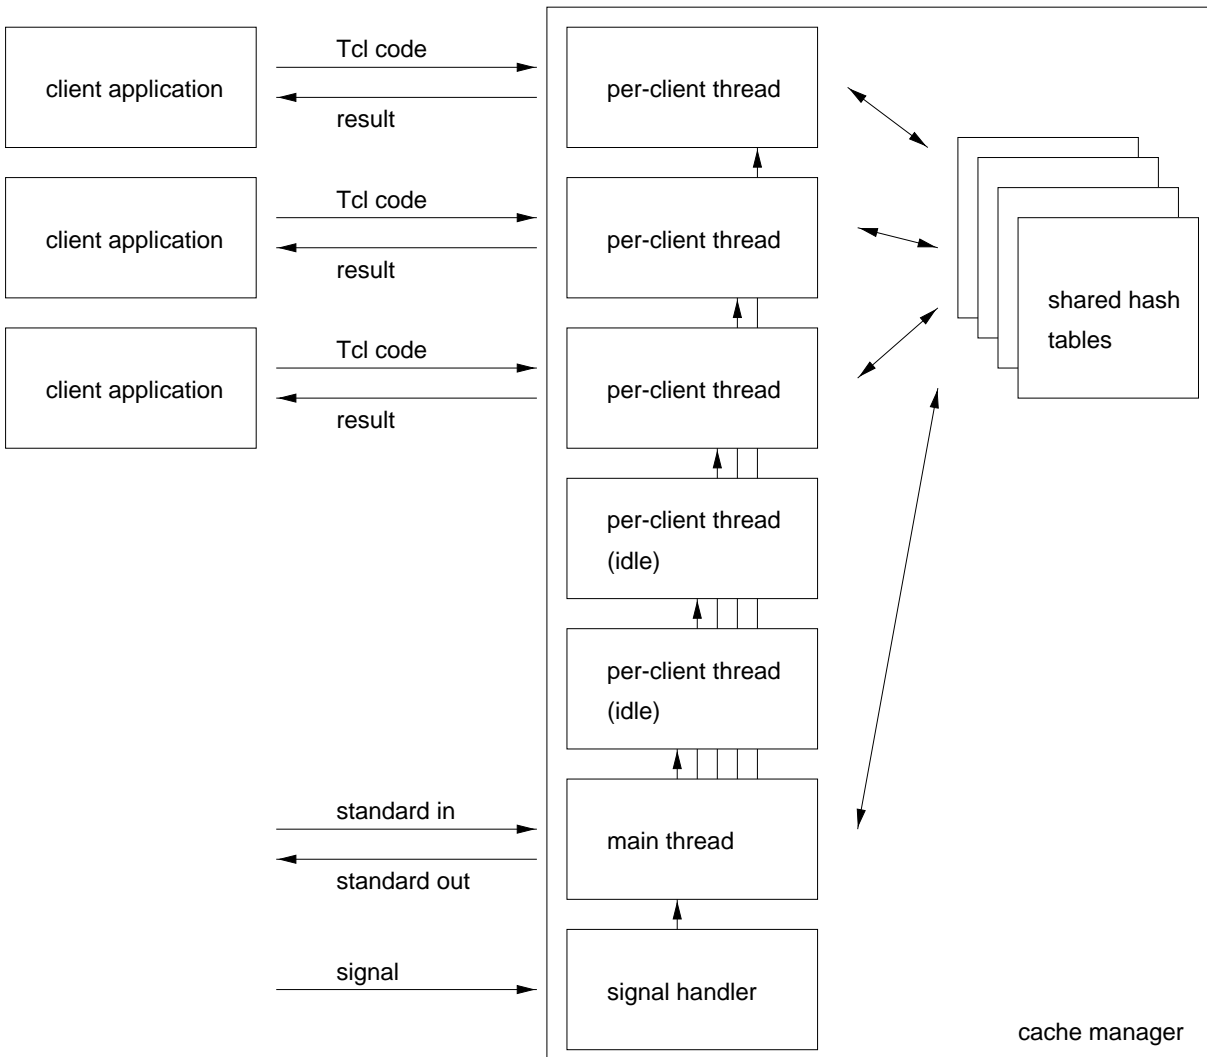 Tcl code
client application
per-client thread
result
Tcl code
client application
per-client thread
result
shared hash
tables
Tcl code
client application
per-client thread
result
per-client thread
(idle)
per-client thread
(idle)
standard in
main thread
standard out
signal
signal handler
cache manager